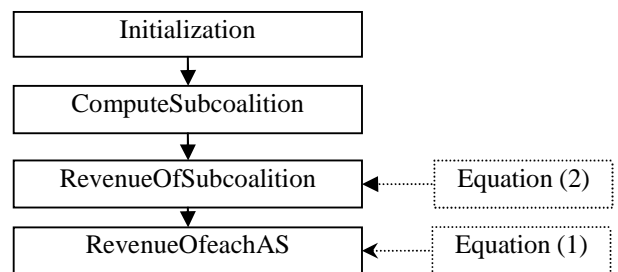 Initialization
ComputeSubcoalition
RevenueOfSubcoalition
Equation (2)
RevenueOfeachAS
Equation (1)